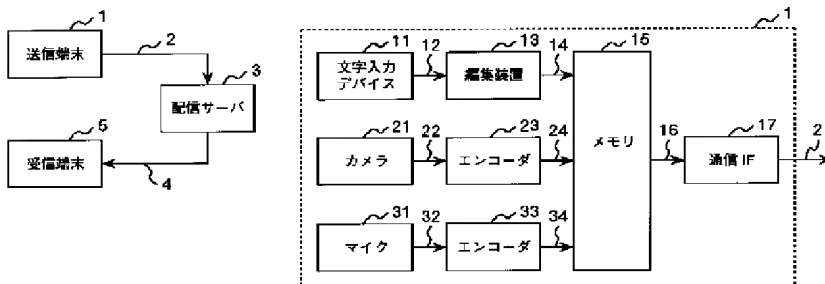 1
2
送信端末
3
配信サーバ
5
受信端末
4
1
11
12
13
14
15
文字入力
デバイス
編集装置
21
22
23
24
メモリ
16
17
2
カメラ
エンコーダ
通信 IF
31
32
33
34
マイク
エンコーダ